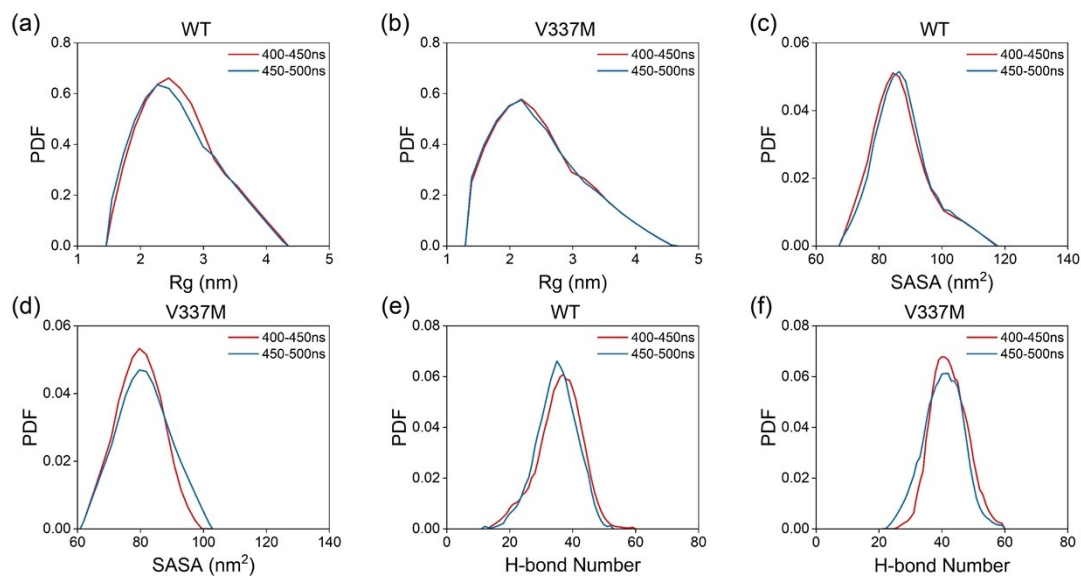 (a) WT
0.8
0.6
0.4
0.2
0.0
PDF
400-450ns
450-500ns
1 2 3 4 5
Rg (nm)
(b) V337M
0.8
0.6
0.4
0.2
0.0
PDF
400-450ns
450-500ns
1 2 3 4 5
Rg (nm)
(c) WT
0.06
0.04
0.02
0.00
PDF
400-450ns
450-500ns
60 80 100 120 140
SASA (nm²)
(d) V337M
0.06
0.04
0.02
0.00
PDF
400-450ns
450-500ns
60 80 100 120 140
SASA (nm²)
(e) WT
0.08
0.06
0.04
0.02
0.00
PDF
400-450ns
450-500ns
0 20 40 60 80
H-bond Number
(f) V337M
0.08
0.06
0.04
0.02
0.00
PDF
400-450ns
450-500ns
0 20 40 60 80
H-bond Number